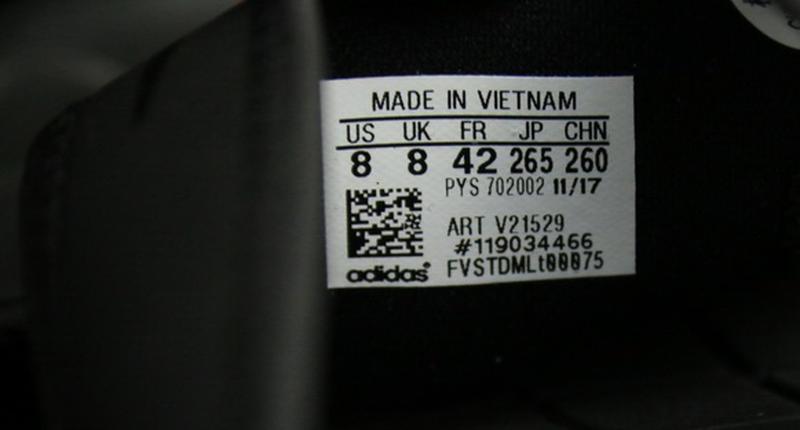 MADE IN VIETNAM
US UK FR JP CHN
8 8 42 265 260
PYS 702002 11/17
ART V21529
#119034466
adidas FVSTDMLt00075